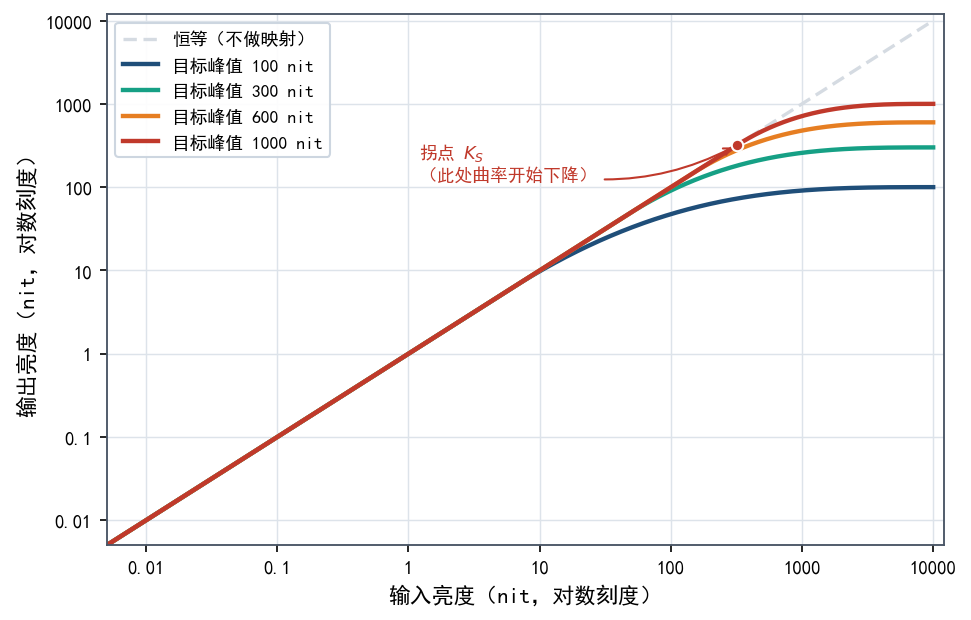 10000
1000
100
10
1
0.1
0.01
输出亮度（nit，对数刻度）
恒等（不做映射）
目标峰值 100 nit
目标峰值 300 nit
目标峰值 600 nit
目标峰值 1000 nit
拐点 K_S
（此处曲率开始下降）
0.01
0.1
1
10
100
1000
10000
输入亮度（nit，对数刻度）